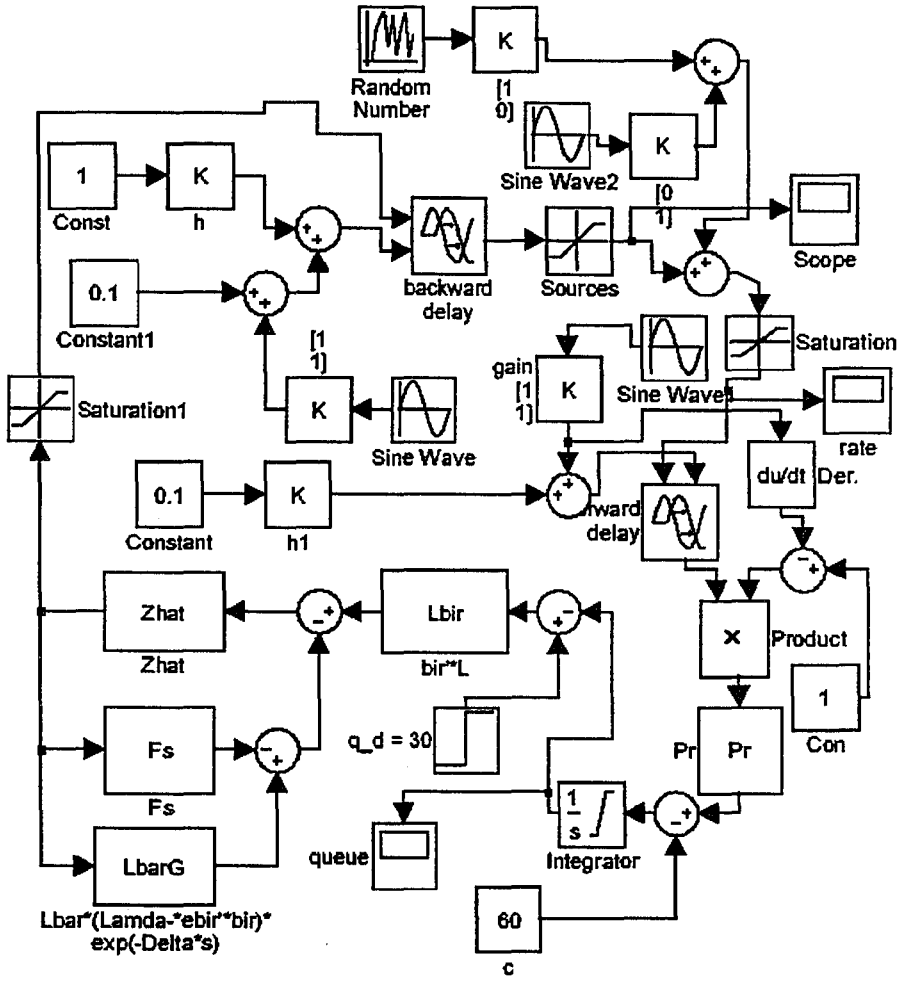 Random
Number
K
[1
0]
+
+
Sine Wave2
K
[0
1]
1
Const
K
h
+
+
backward
delay
Sources
Scope
+
+
0.1
Constant1
+
+
[1
1]
K
Sine Wave
gain
[1
1]
K
Sine Wave1
Saturation
rate
Saturation1
0.1
Constant
K
h1
+
+
delay
du/dt
Der.
-
+
Zhat
Zhat
-
+
Lbir
bir'*L
+
-
×
Product
1
Con
q_d = 30
Fs
Fs
-
+
Pr
Pr
1
s
Integrator
-
+
queue
LbarG
Lbar*(Lamda-*ebir'*bir)*
exp(-Delta*s)
60
c